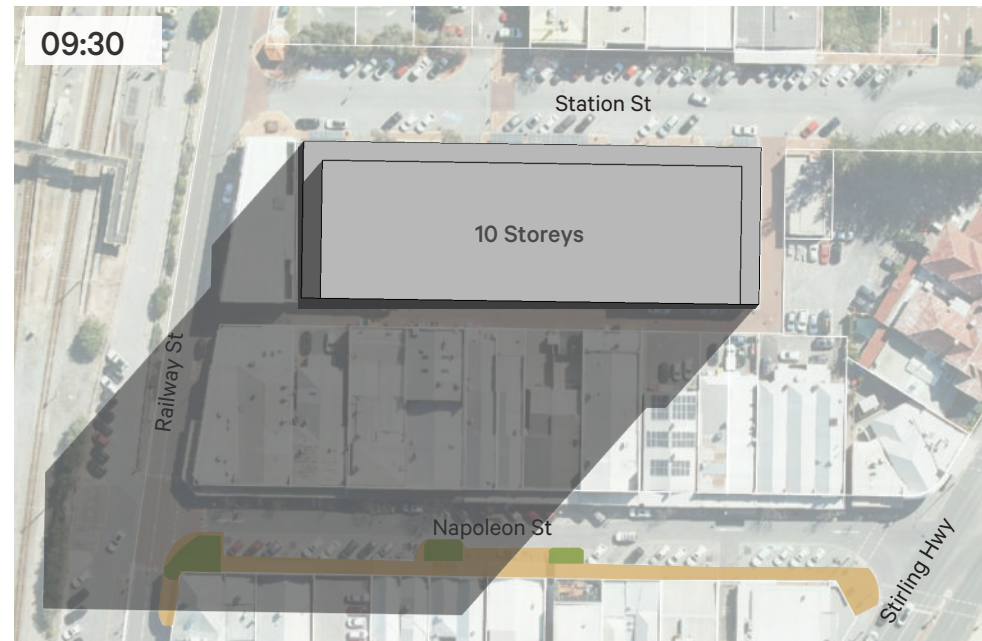 09:30
Station St
10 Storeys
Railway St
Napoleon St
Stirling Hwy